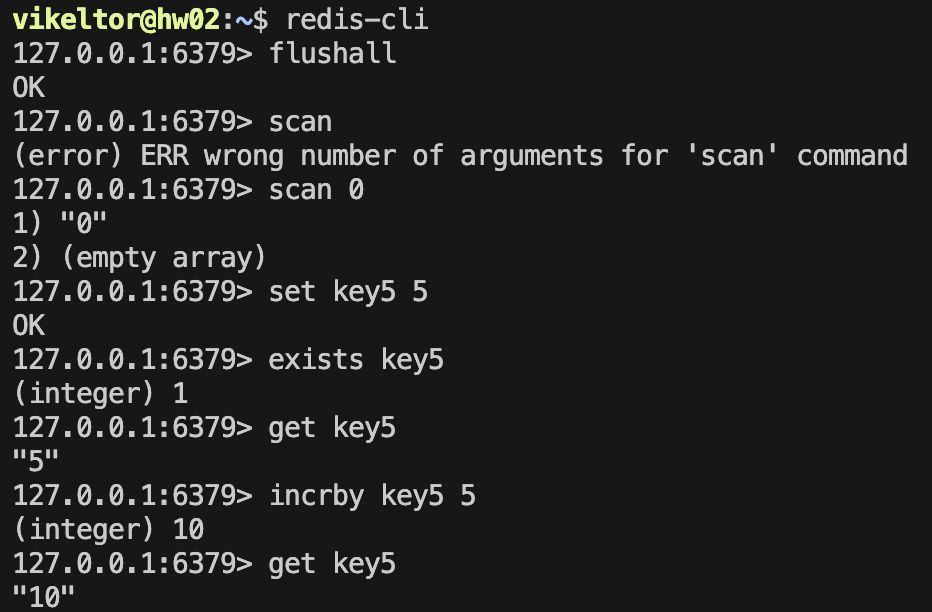 vikeltor@hw02:~$ redis-cli
127.0.0.1:6379> flushall
OK
127.0.0.1:6379> scan
(error) ERR wrong number of arguments for 'scan' command
127.0.0.1:6379> scan 0
1) "0"
2) (empty array)
127.0.0.1:6379> set key5 5
OK
127.0.0.1:6379> exists key5
(integer) 1
127.0.0.1:6379> get key5
"5"
127.0.0.1:6379> incrby key5 5
(integer) 10
127.0.0.1:6379> get key5
"10"